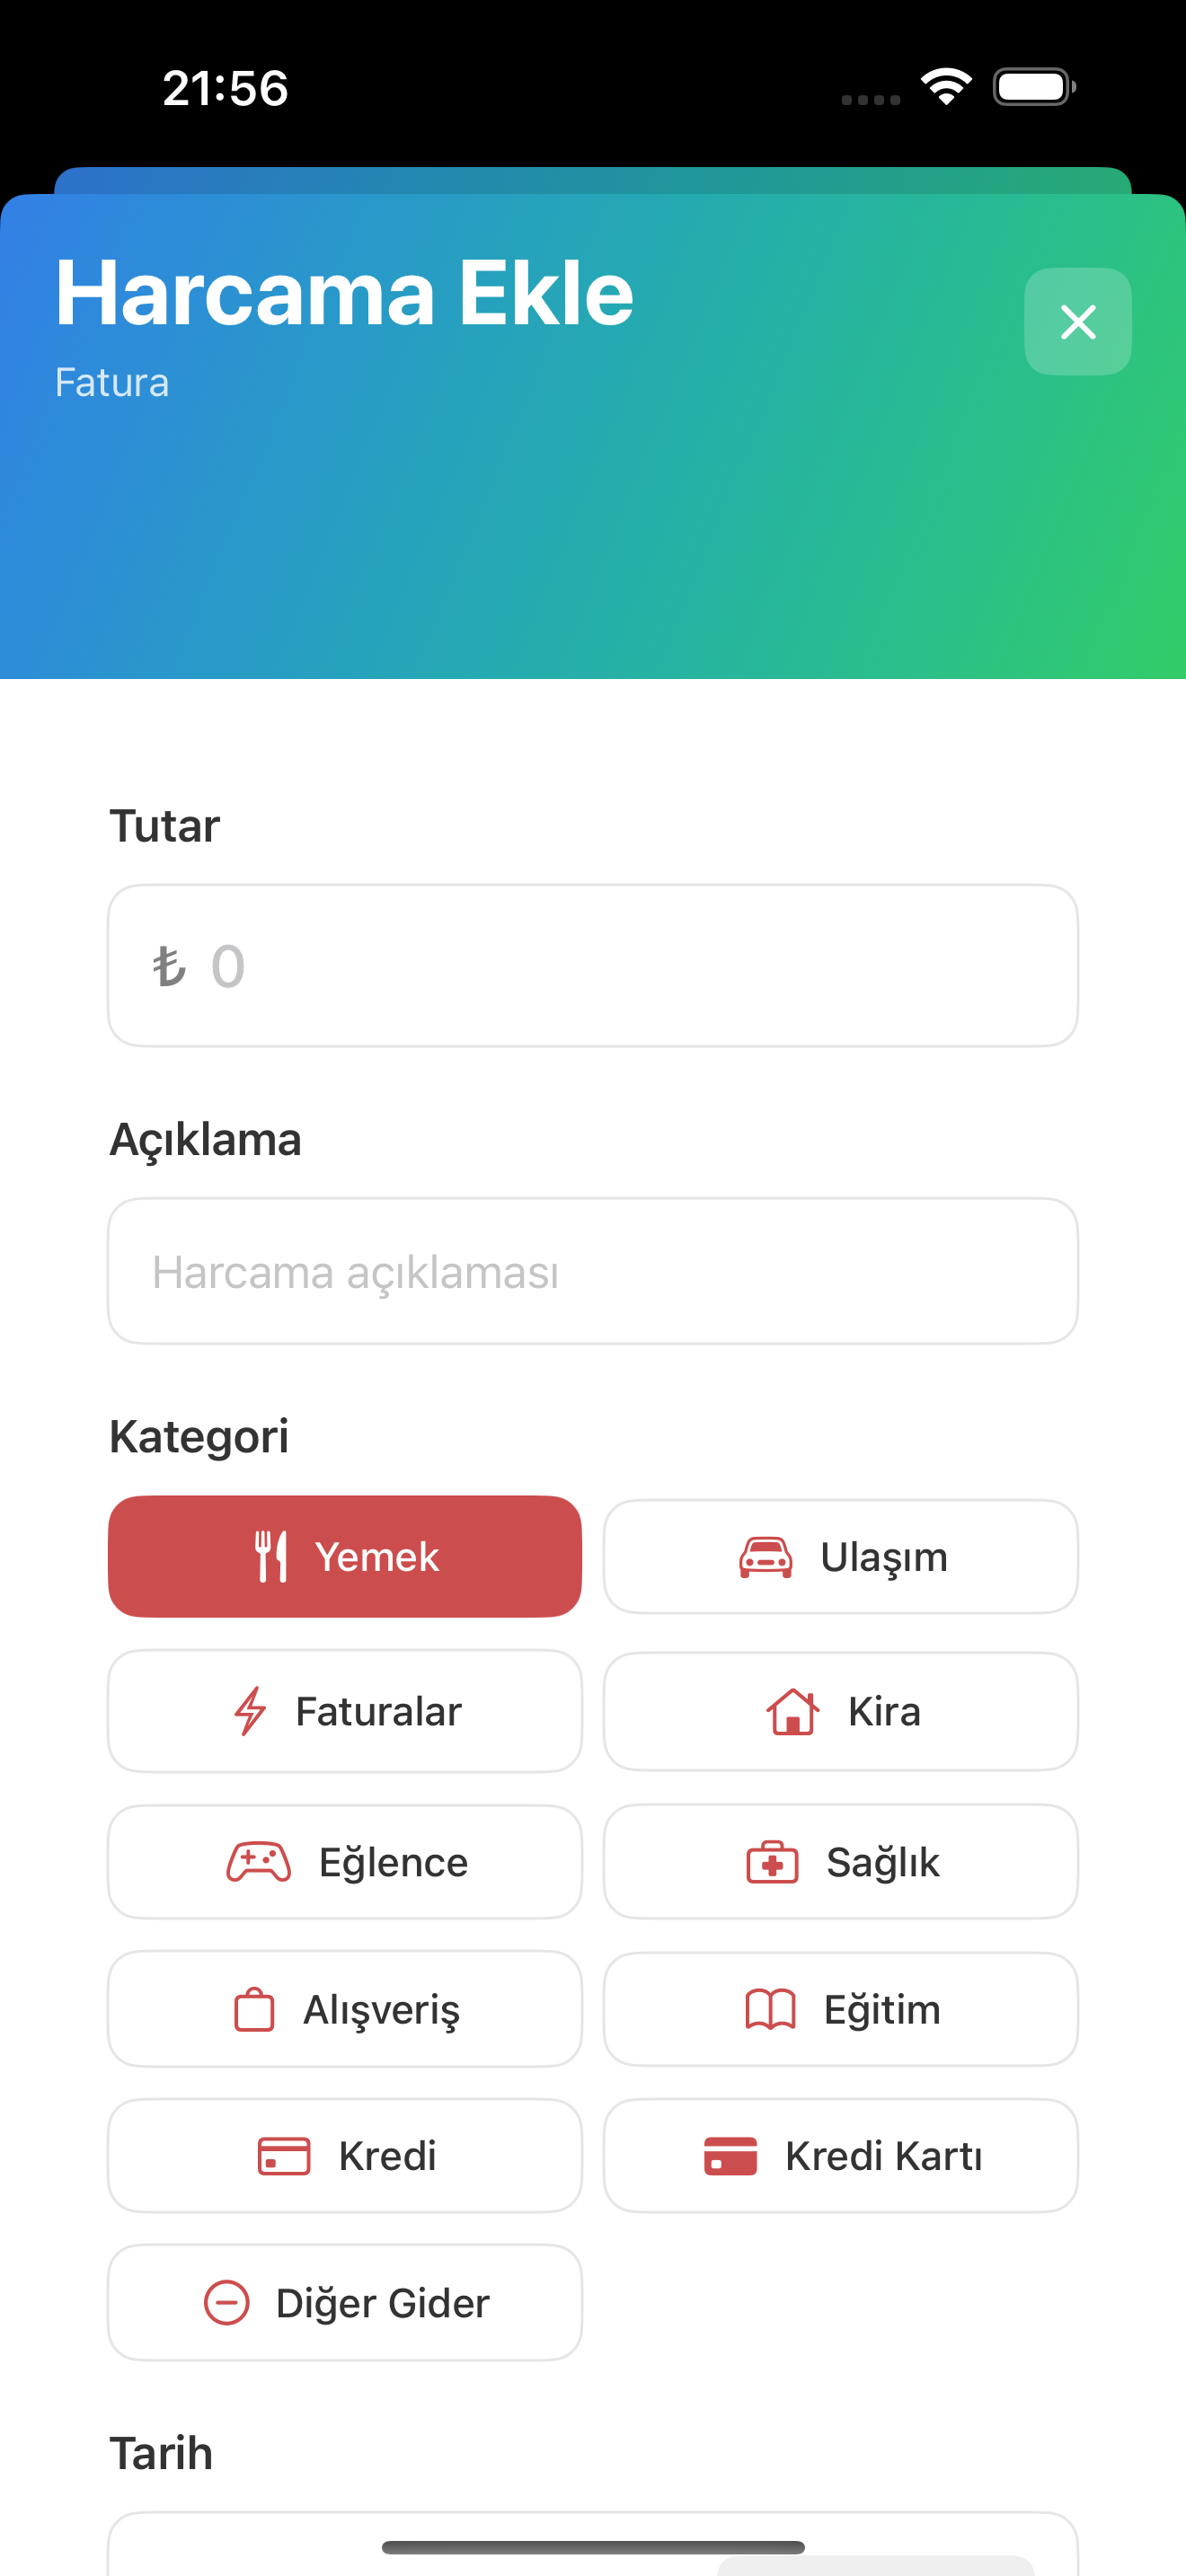 21:56
Harcama Ekle
Fatura
Tutar
₺ 0
Açıklama
Harcama açıklaması
Kategori
Yemek
Ulaşım
Faturalar
Kira
Eğlence
Sağlık
Alışveriş
Eğitim
Kredi
Kredi Kartı
Diğer Gider
Tarih